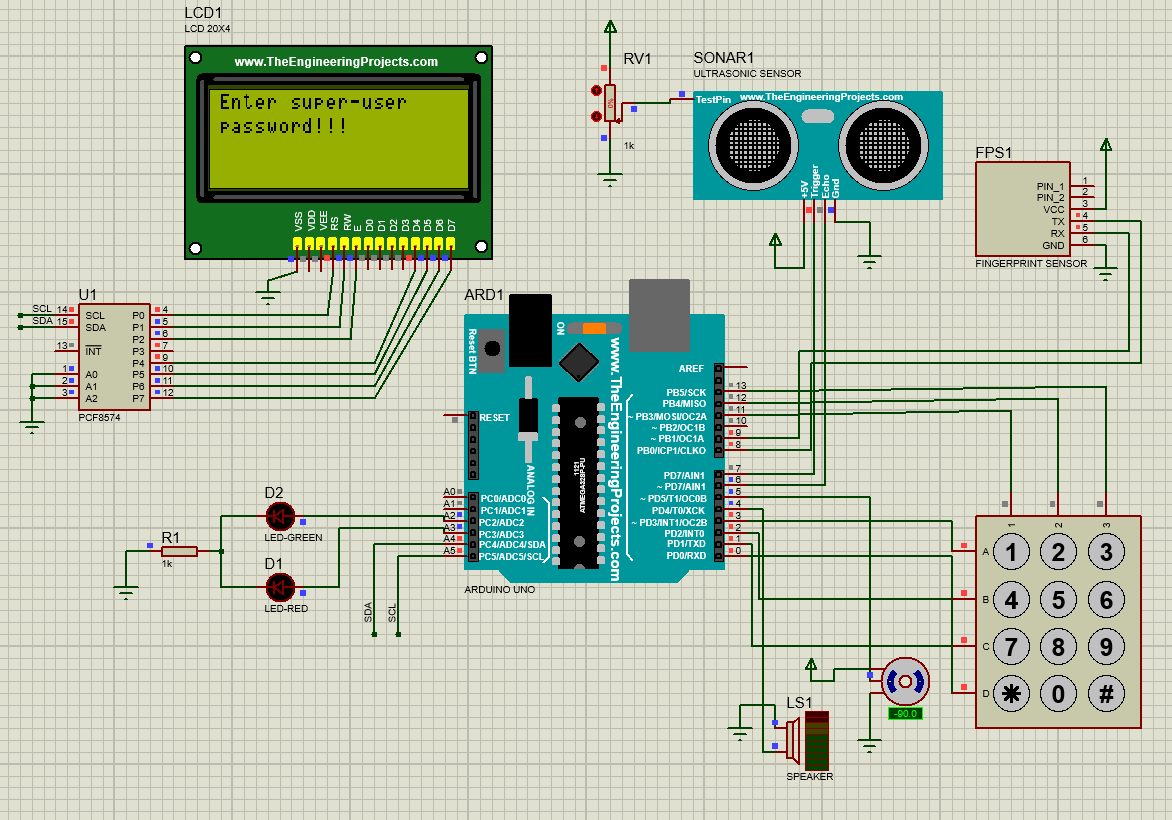 LCD1
LCD 20X4
www.TheEngineeringProjects.com
Enter super-user
password!!!
VSS VDD VEE RS RW E D0 D1 D2 D3 D4 D5 D6 D7
RV1
0%
1k
SONAR1
ULTRASONIC SENSOR
TestPin
www.TheEngineeringProjects.com
+5V Trigger Echo Gnd
FPS1
PIN_1 1
PIN_2 2
VCC 3
TX 4
RX 5
GND 6
FINGERPRINT SENSOR
U1
SCL 14 SCL P0 4
SDA 15 SDA P1 5
P2 6
13 INT P3 7
P4 9
1 A0 P5 10
2 A1 P6 11
3 A2 P7 12
PCF8574
ARD1
Reset BTN
ON
www.TheEngineeringProjects.com
ANALOG IN
1121
ATMEGA328P-PU
RESET
A0 PC0/ADC0
A1 PC1/ADC1
A2 PC2/ADC2
A3 PC3/ADC3
A4 PC4/ADC4/SDA
A5 PC5/ADC5/SCL
AREF
PB5/SCK 13
PB4/MISO 12
~ PB3/MOSI/OC2A 11
~ PB2/OC1B 10
~ PB1/OC1A 9
PB0/ICP1/CLKO 8
PD7/AIN1 7
~ PD6/AIN1 6
~ PD5/T1/OC0B 5
PD4/T0/XCK 4
~ PD3/INT1/OC2B 3
PD2/INT0 2
PD1/TXD 1
PD0/RXD 0
ARDUINO UNO
SDA
SCL
D2
LED-GREEN
R1
1k
D1
LED-RED
1 2 3
A 1 2 3
B 4 5 6
C 7 8 9
D * 0 #
-90.0
LS1
SPEAKER